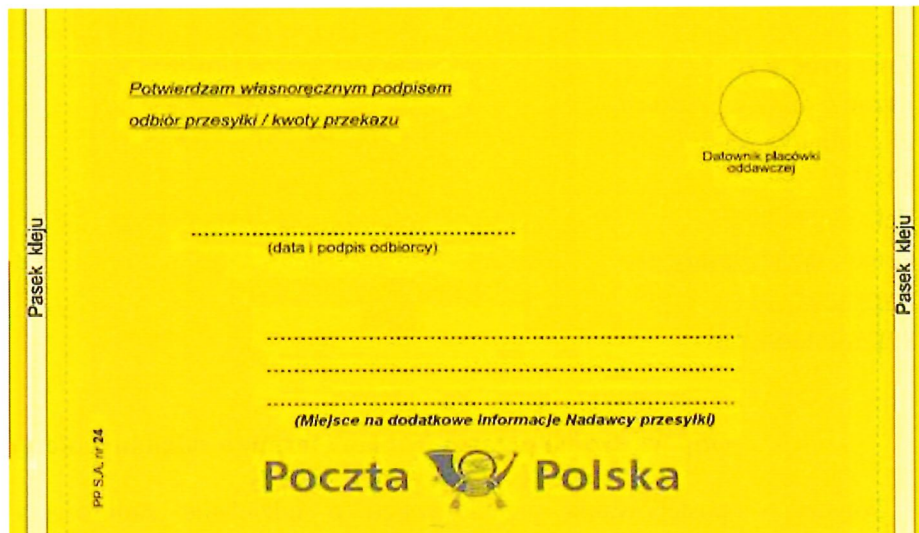 Potwierdzam własnoręcznym podpisem
odbiór przesyłki / kwoty przekazu
Datownik placówki
oddawczej
(data i podpis odbiorcy)
Pasek kleju
Pasek kleju
(Miejsce na dodatkowe informacje Nadawcy przesyłki)
PP S.A. nr 24
Poczta Polska